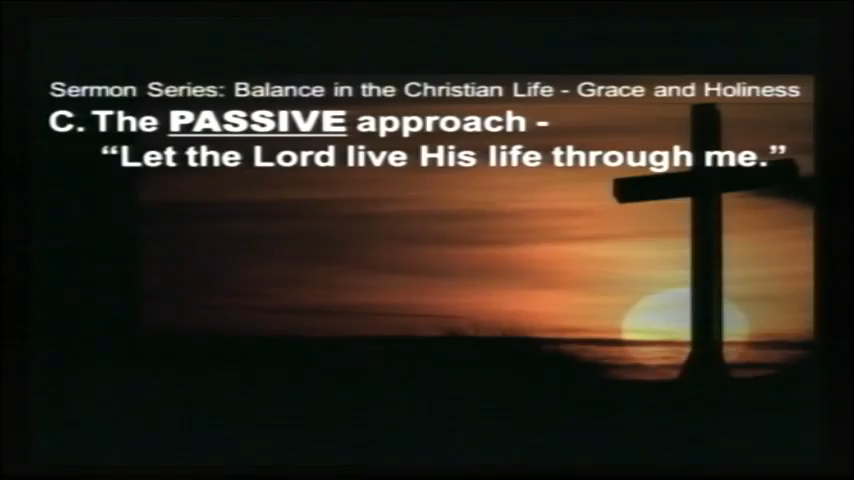 Sermon Series: Balance in the Christian Life - Grace and Holiness
C. The PASSIVE approach -
“Let the Lord live His life through me.”